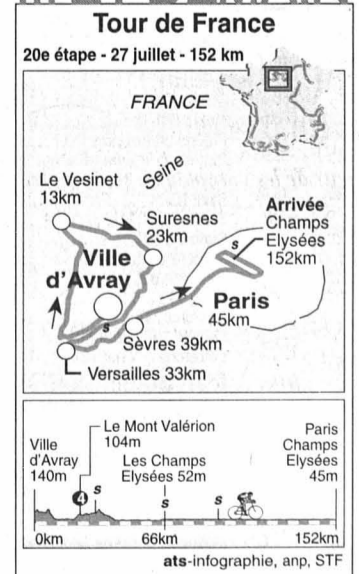 Tour de France
20e étape - 27 juillet - 152 km
FRANCE
Seine
Le Vesinet
13km
Suresnes
23km
Arrivée
Champs
Elysées
152km
s
Ville
d'Avray
s
Paris
45km
Sèvres 39km
Versailles 33km
Le Mont Valérion
104m
Ville
d'Avray
140m
Les Champs
Elysées 52m
Paris
Champs
Elysées
45m
4
s
s
s
0km
66km
152km
ats-infographie, anp, STF